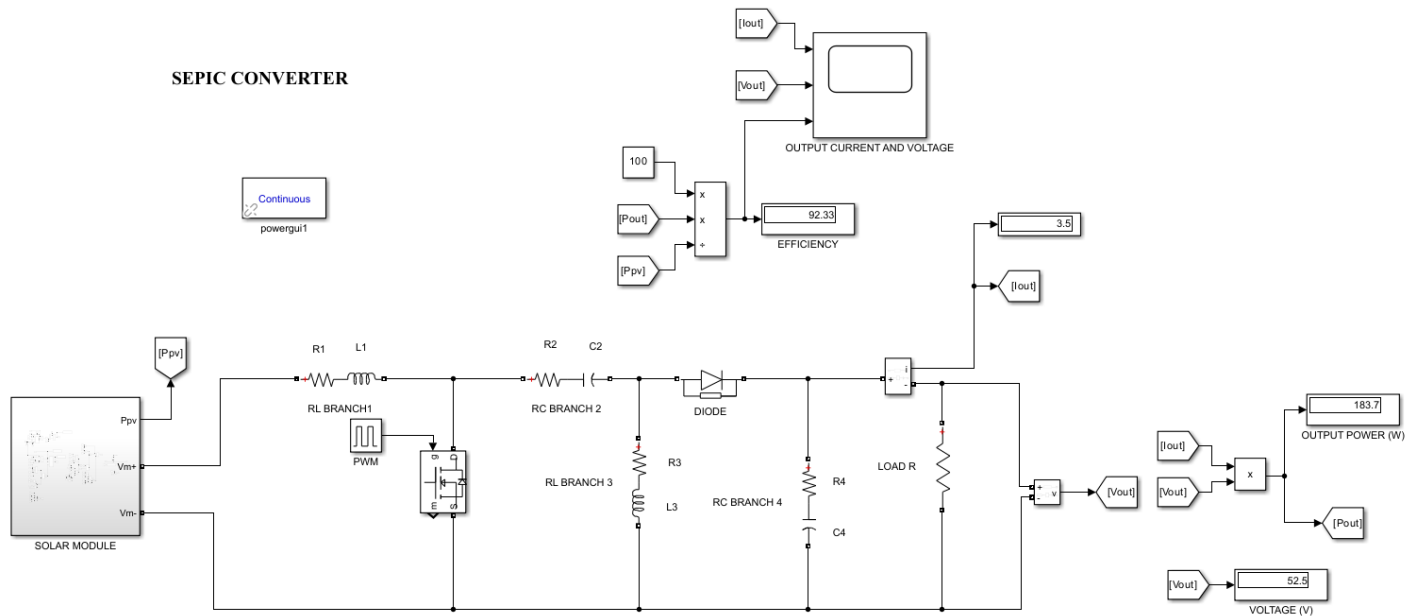 SEPIC CONVERTER
[Iout]
[Vout]
OUTPUT CURRENT AND VOLTAGE
100
x
[Pout]
x
÷
[Ppv]
92.33
EFFICIENCY
Continuous
powergui1
3.5
[Iout]
[Ppv]
R1
L1
RL BRANCH1
R2
C2
RC BRANCH 2
DIODE
+
i
-
PWM
g
D
m
S
R3
RL BRANCH 3
L3
R4
RC BRANCH 4
C4
LOAD R
Ppv
Vm+
Vm-
SOLAR MODULE
+
-
v
[Vout]
[Iout]
[Vout]
x
183.7
OUTPUT POWER (W)
[Pout]
[Vout]
52.5
VOLTAGE (V)